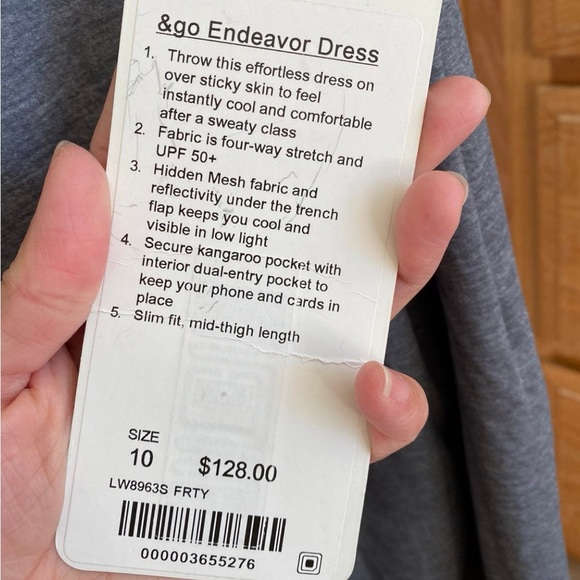 &go Endeavor Dress
1. Throw this effortless dress on
over sticky skin to feel
instantly cool and comfortable
after a sweaty class
2. Fabric is four-way stretch and
UPF 50+
3. Hidden Mesh fabric and
reflectivity under the trench
flap keeps you cool and
visible in low light
4. Secure kangaroo pocket with
interior dual-entry pocket to
keep your phone and cards in
place
5. Slim fit, mid-thigh length
SIZE
10 $128.00
LW8963S FRTY
000003655276